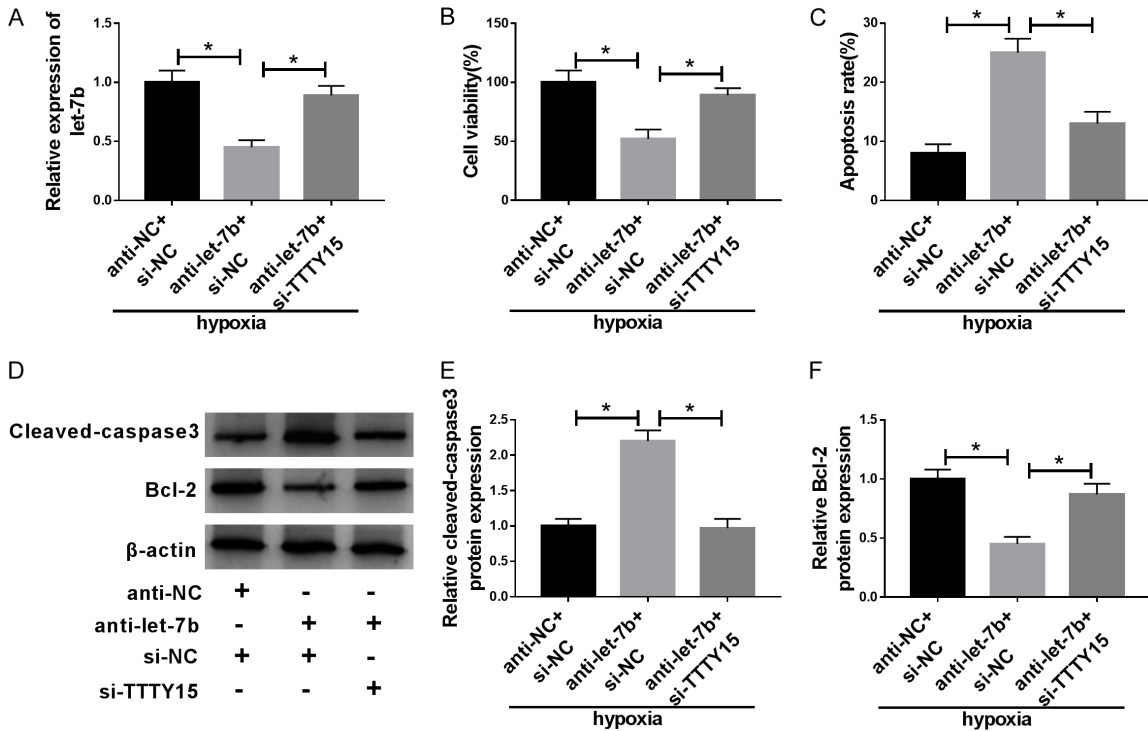 A
Relative expression of
let-7b
1.5
1.0
0.5
0.0
*
*
anti-NC+
si-NC
anti-let-7b+
si-NC
anti-let-7b+
si-TTTY15
hypoxia
B
Cell viability(%)
150
100
50
0
*
*
anti-NC+
si-NC
anti-let-7b+
si-NC
anti-let-7b+
si-TTTY15
hypoxia
C
Apoptosis rate(%)
30
20
10
0
*
*
anti-NC+
si-NC
anti-let-7b+
si-NC
anti-let-7b+
si-TTTY15
hypoxia
D
Cleaved-caspase3
Bcl-2
β-actin
anti-NC + - -
anti-let-7b - + +
si-NC + + -
si-TTTY15 - - +
E
Relative cleaved-caspase3
protein expression
2.5
2.0
1.5
1.0
0.5
0.0
*
*
anti-NC+
si-NC
anti-let-7b+
si-NC
anti-let-7b+
si-TTTY15
hypoxia
F
Relative Bcl-2
protein expression
1.5
1.0
0.5
0.0
*
*
anti-NC+
si-NC
anti-let-7b+
si-NC
anti-let-7b+
si-TTTY15
hypoxia